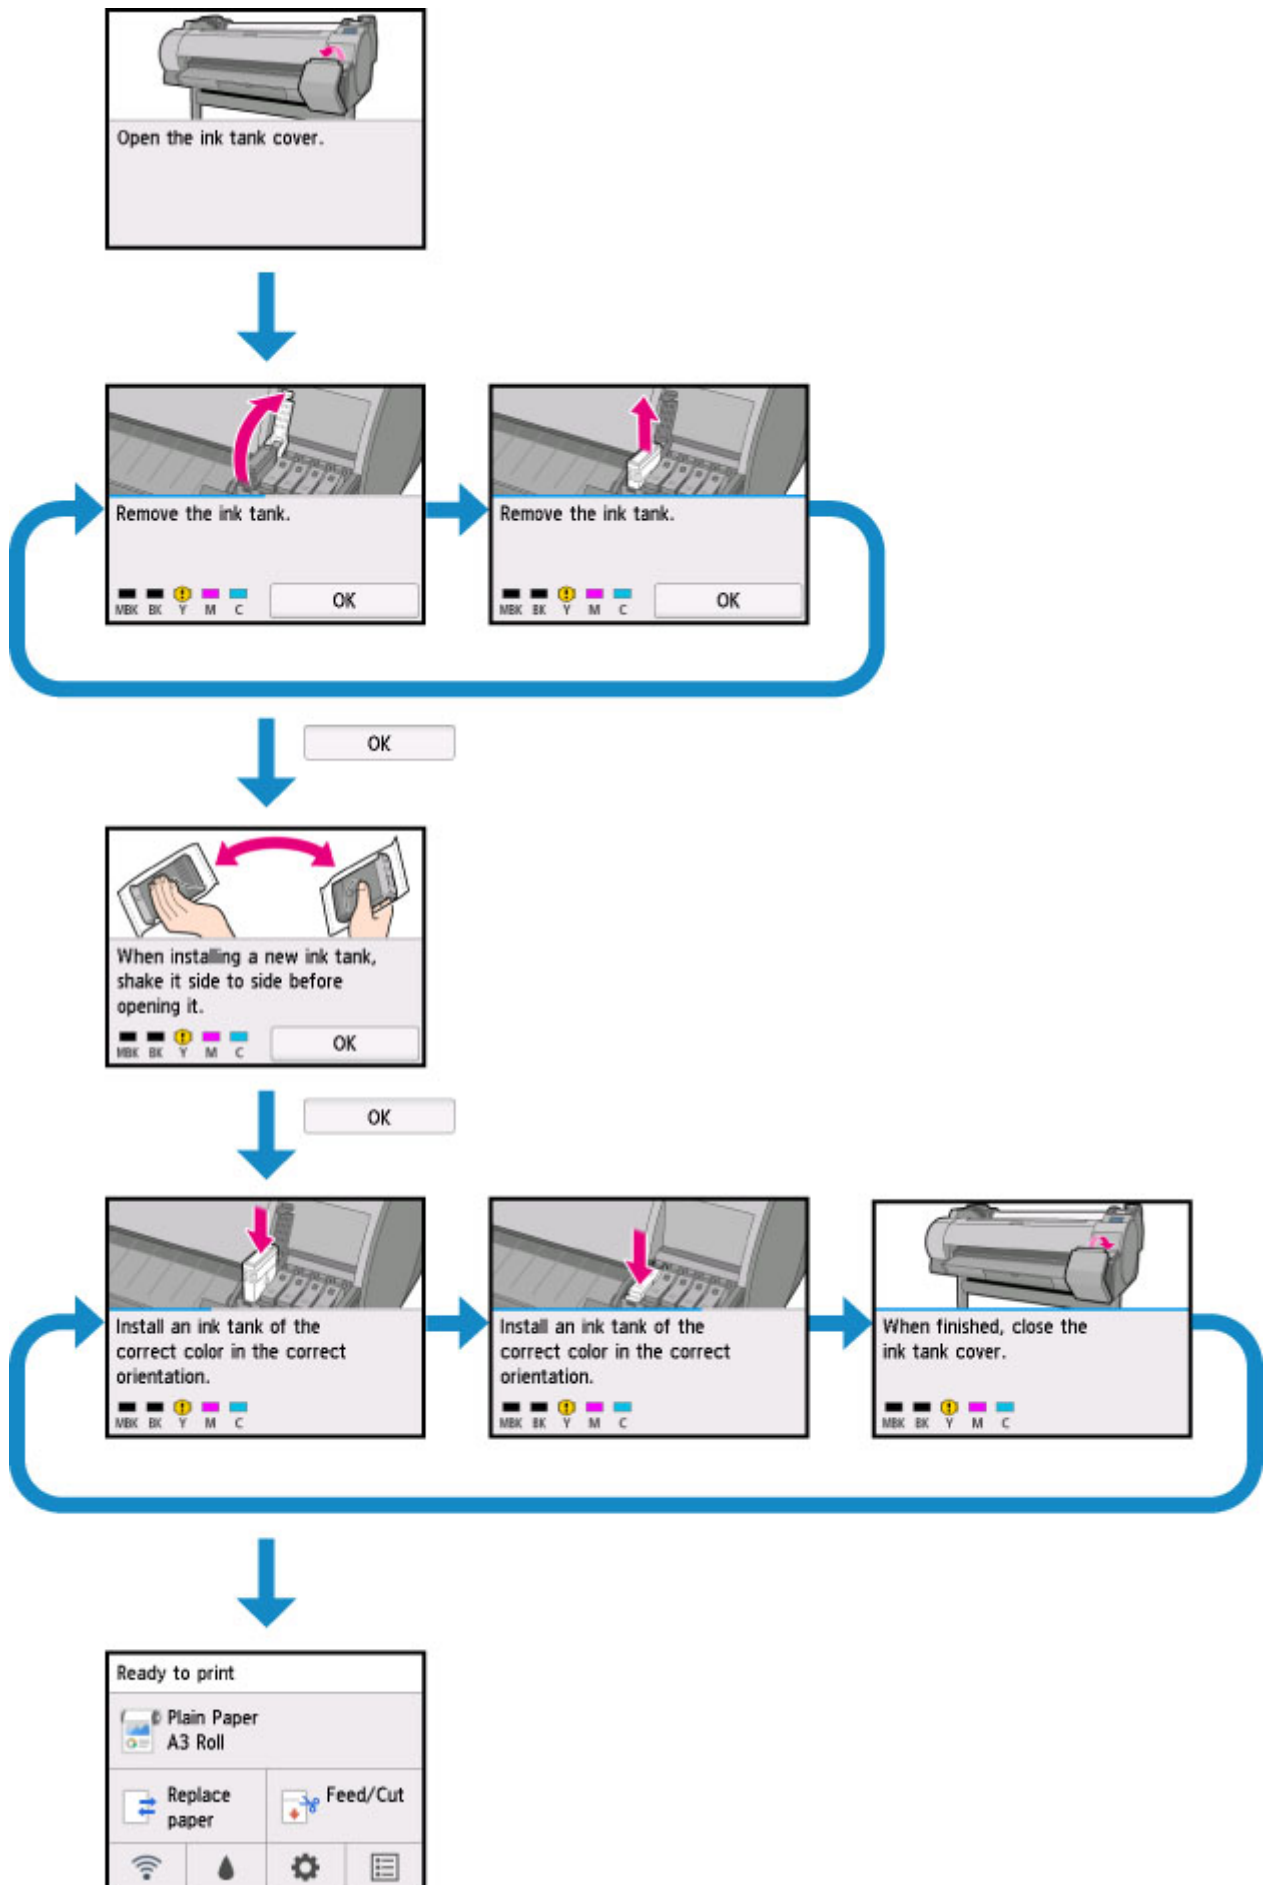 Open the ink tank cover.
Remove the ink tank.
MBK BK Y M C
OK
Remove the ink tank.
MBK BK Y M C
OK
OK
When installing a new ink tank,
shake it side to side before
opening it.
MBK BK Y M C
OK
OK
Install an ink tank of the
correct color in the correct
orientation.
MBK BK Y M C
Install an ink tank of the
correct color in the correct
orientation.
MBK BK Y M C
When finished, close the
ink tank cover.
MBK BK Y M C
Ready to print
Plain Paper
A3 Roll
Replace
paper
Feed/Cut